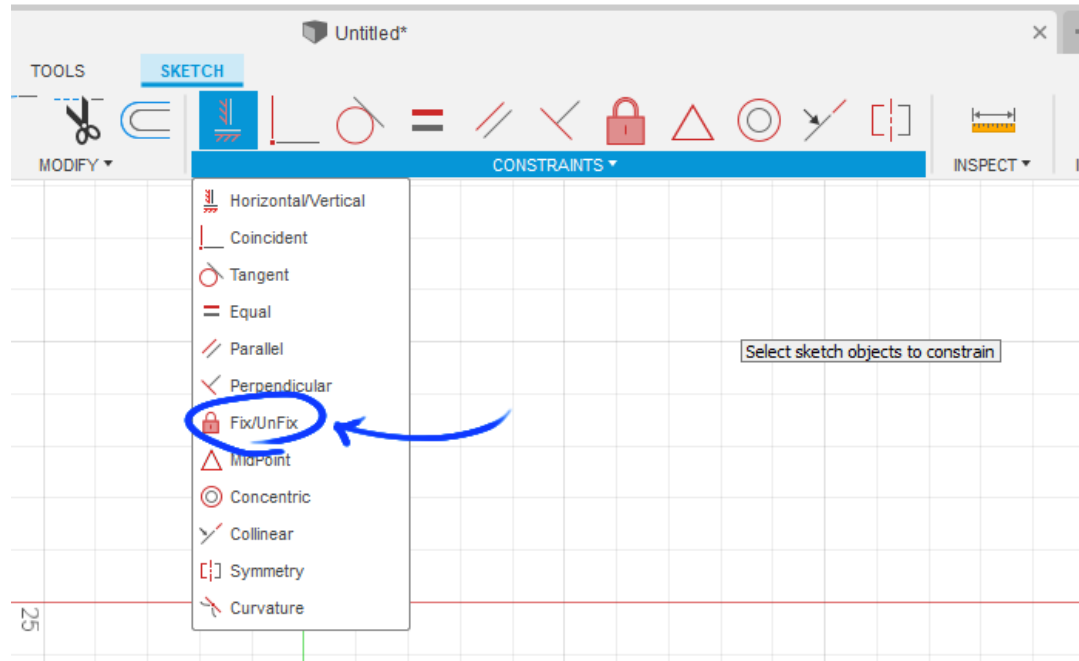 Untitled*
TOOLS SKETCH
MODIFY CONSTRAINTS INSPECT
Horizontal/Vertical
Coincident
Tangent
Equal
Parallel
Select sketch objects to constrain
Perpendicular
Fix/UnFix
MidPoint
Concentric
Collinear
Symmetry
Curvature
25